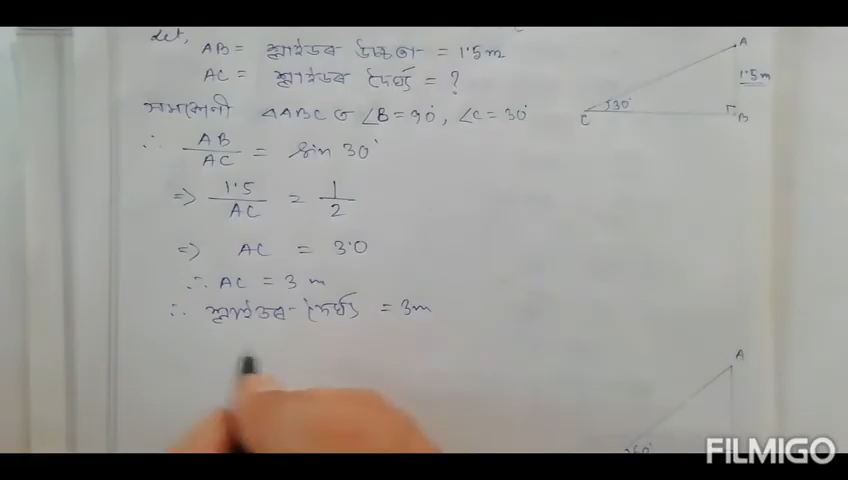 Let,
AB = শ্লাইডৰ উচ্চতা = 1.5m
AC = শ্লাইডৰ দৈৰ্ঘ্য = ?
সমকোণী △ABC ত ∠B = 90°, ∠C = 30°
∴ AB/AC = sin 30°
=> 1.5/AC = 1/2
=> AC = 3.0
∴ AC = 3 m
∴ শ্লাইডৰ দৈৰ্ঘ্য = 3m
A
1.5m
30°
C
B
A
FILMIGO